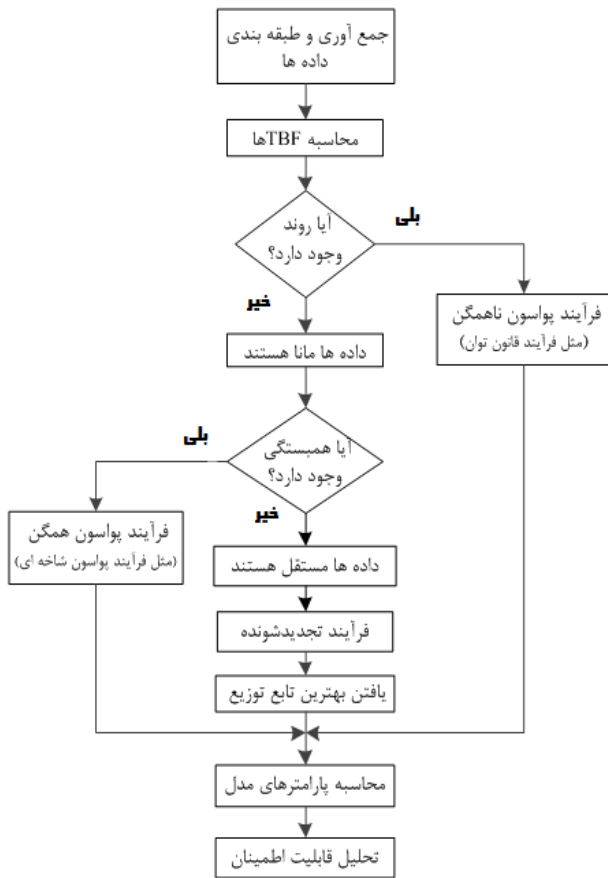 جمع آوری و طبقه بندی
داده ها
محاسبه TBFها
آیا روند
وجود دارد؟
بلی
خیر
فرآیند پواسون ناهمگن
(مثل فرآیند قانون توان)
داده ها مانا هستند
آیا همبستگی
وجود دارد؟
بلی
خیر
فرآیند پواسون همگن
(مثل فرآیند پواسون شاخه ای)
داده ها مستقل هستند
فرآیند تجدیدشونده
یافتن بهترین تابع توزیع
محاسبه پارامترهای مدل
تحلیل قابلیت اطمینان